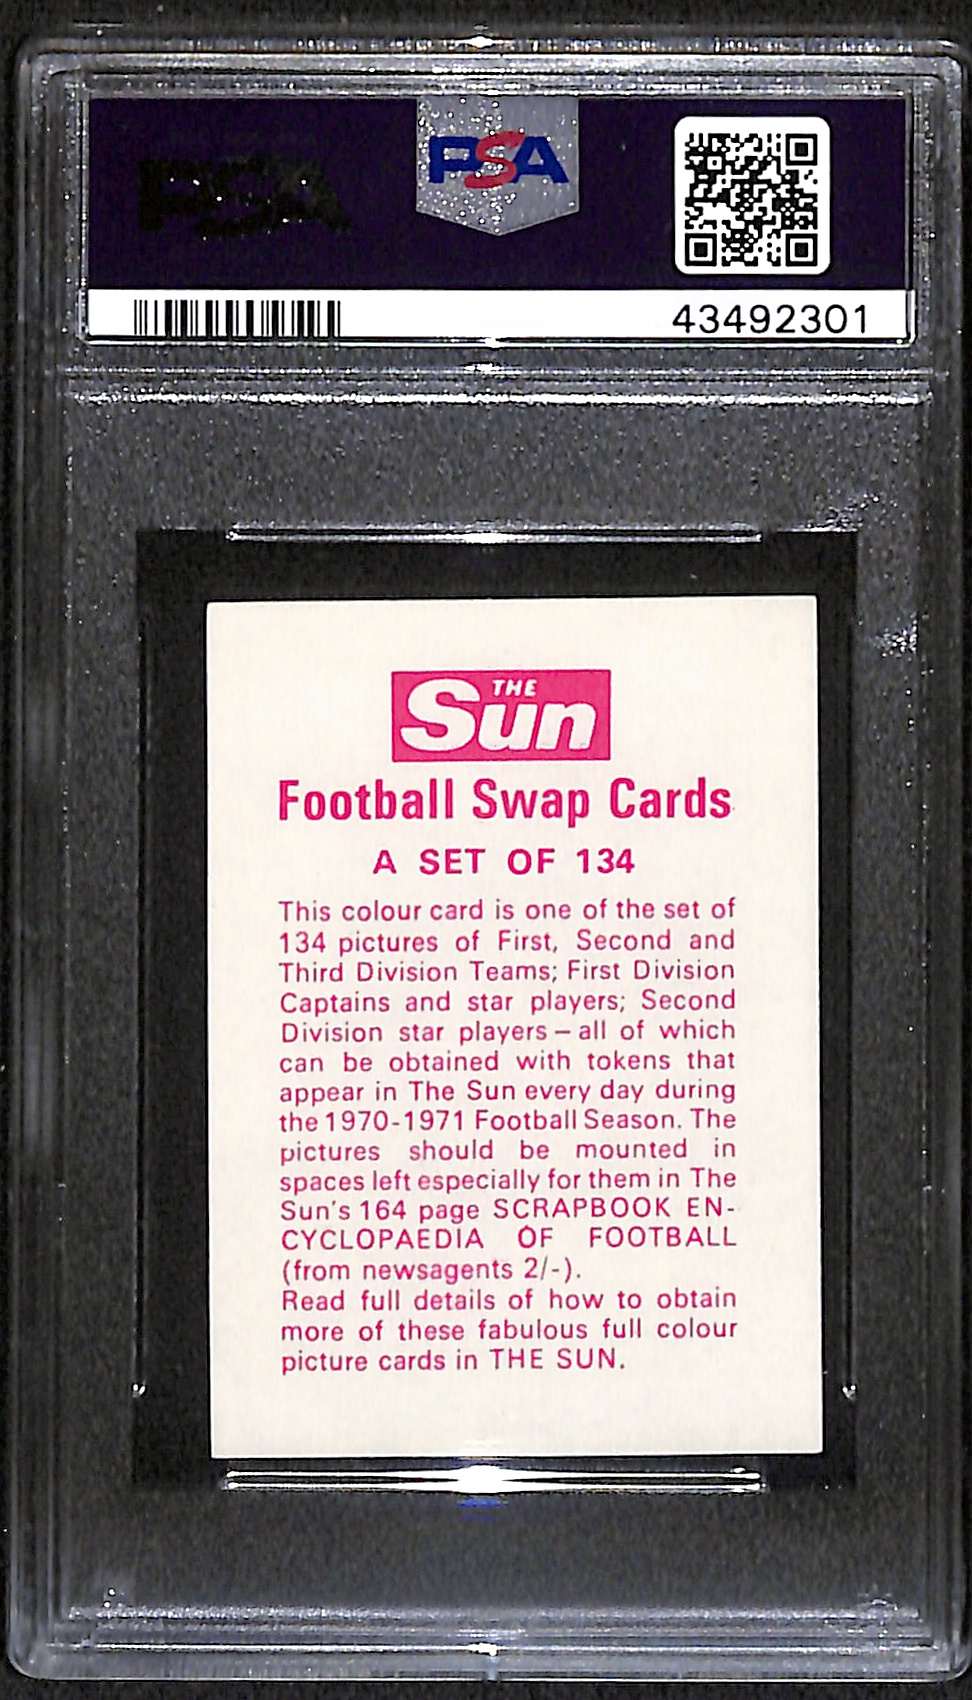 PSA
PSA
43492301
THE
Sun
Football Swap Cards
A SET OF 134
This colour card is one of the set of
134 pictures of First, Second and
Third Division Teams; First Division
Captains and star players; Second
Division star players – all of which
can be obtained with tokens that
appear in The Sun every day during
the 1970-1971 Football Season. The
pictures should be mounted in
spaces left especially for them in The
Sun's 164 page SCRAPBOOK EN-
CYCLOPAEDIA OF FOOTBALL
(from newsagents 2/-).
Read full details of how to obtain
more of these fabulous full colour
picture cards in THE SUN.